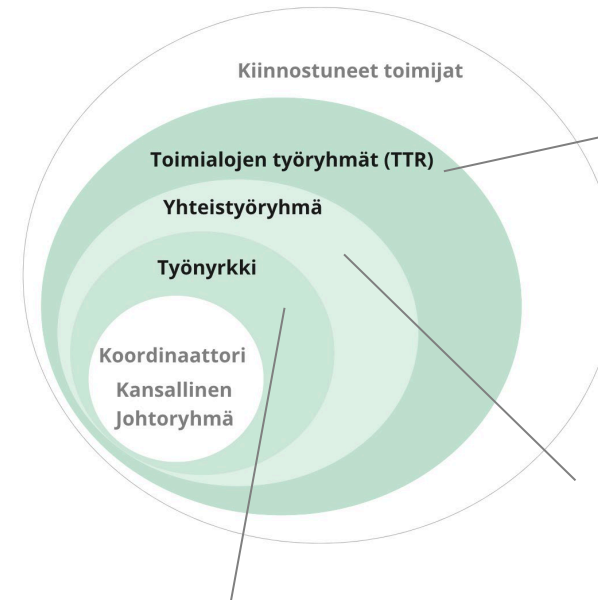 Kiinnostuneet toimijat
Toimialojen työryhmät (TTR)
Yhteistyöryhmä
Työnyrkki
Koordinaattori
Kansallinen
Johtoryhmä